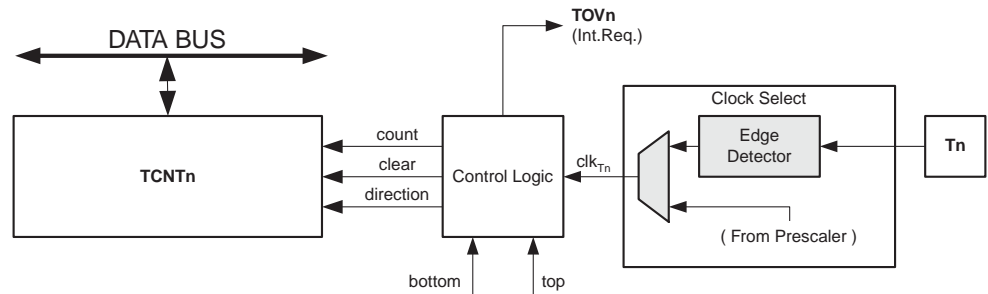 TOVn
(Int.Req.)
DATA BUS
Clock Select
count
Edge
Detector
Tn
clear
TCNTn
Control Logic
clkTn
direction
( From Prescaler )
bottom
top